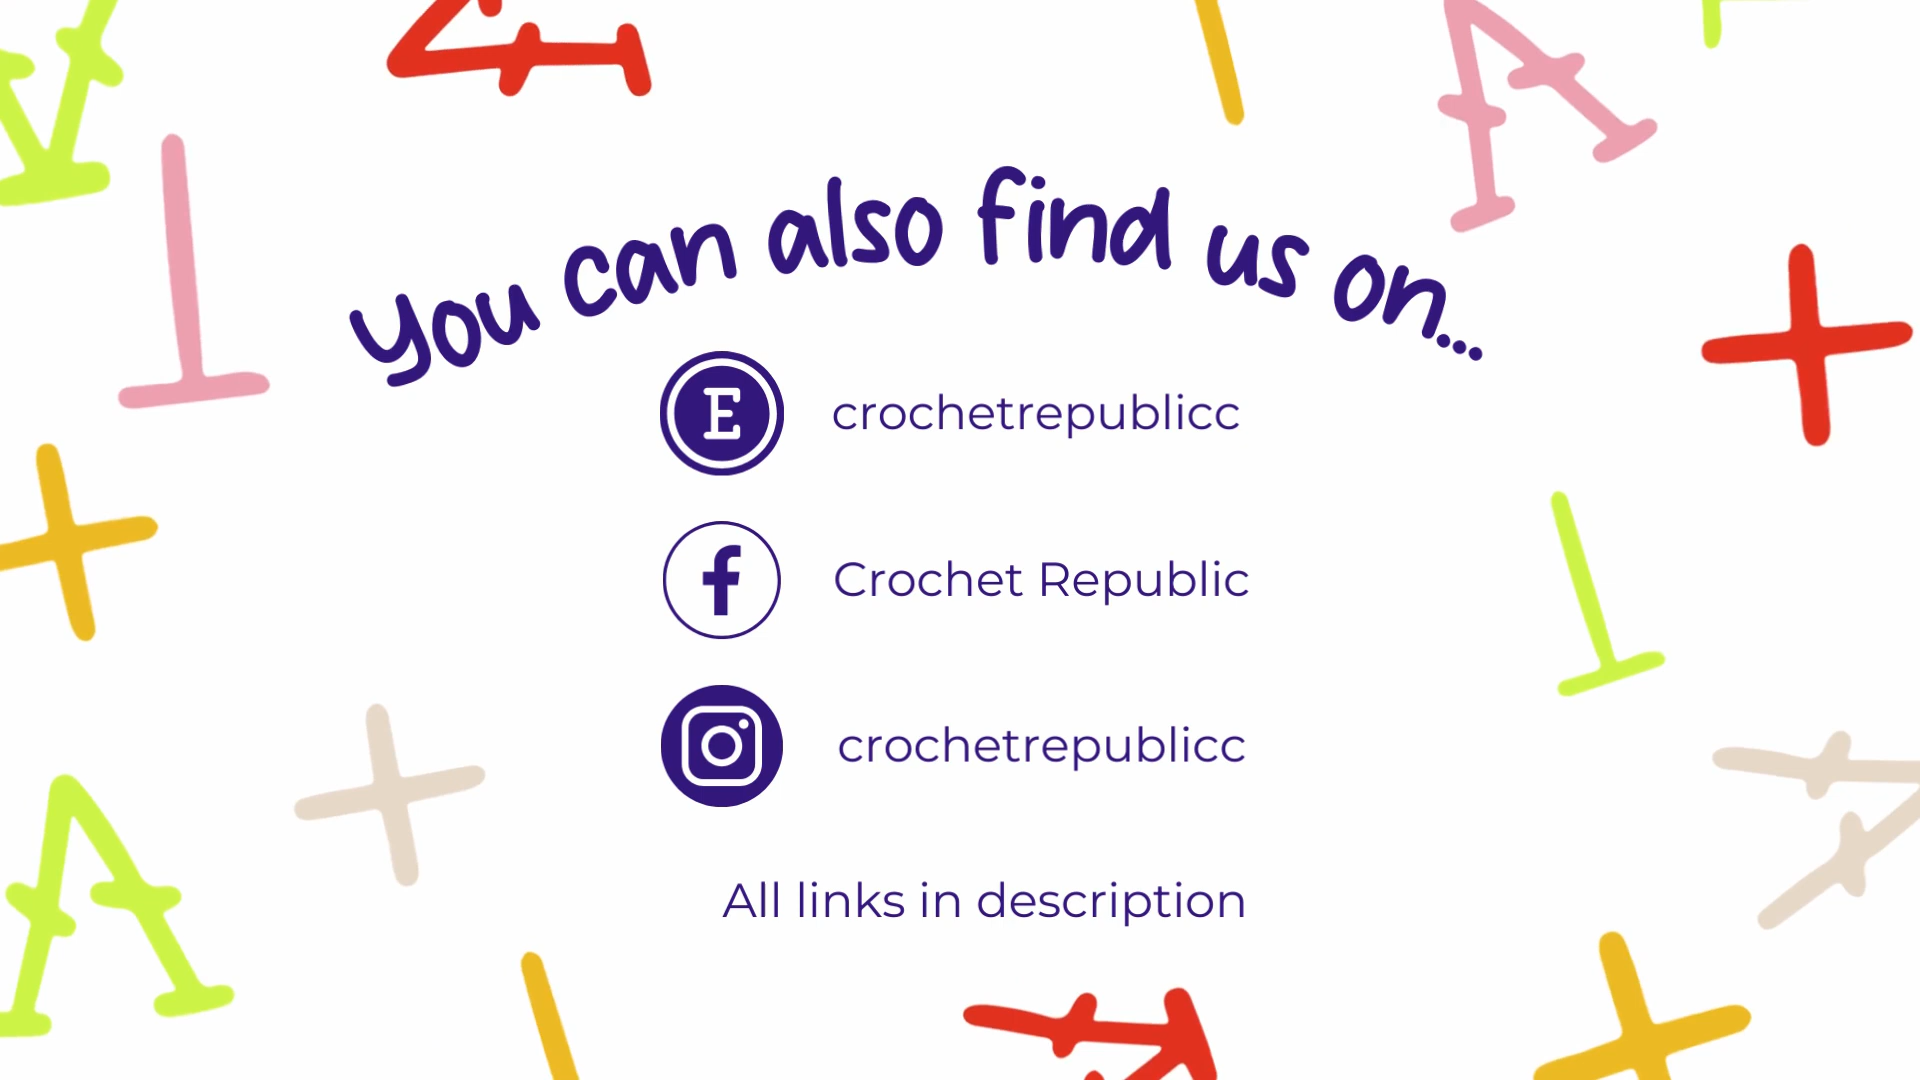 You can also find us on...
E
crochetrepublicc
f
Crochet Republic
crochetrepublicc
All links in description